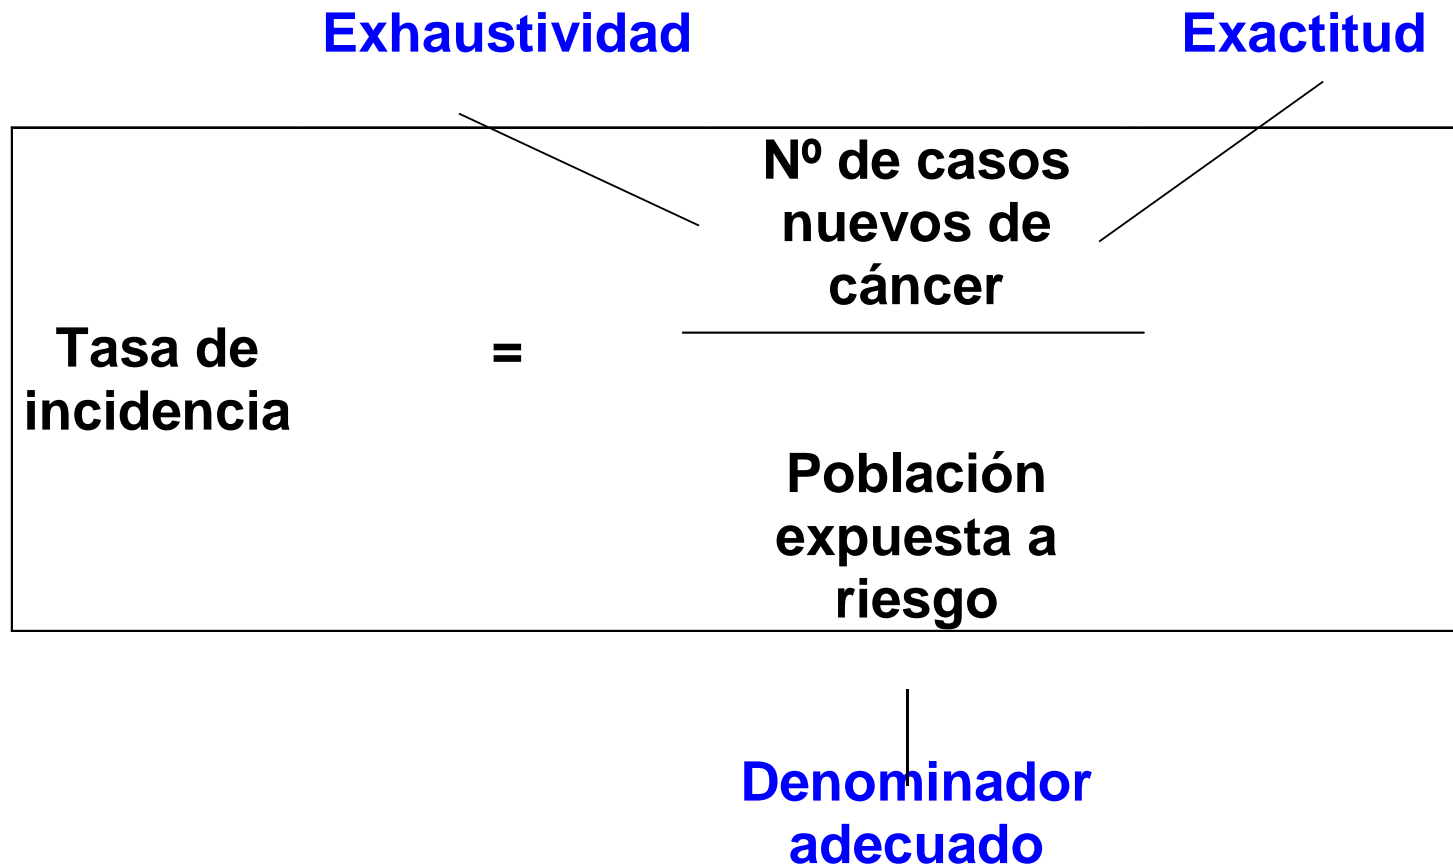 Exhaustividad
Exactitud
Nº de casos
nuevos de
cáncer
Tasa de
incidencia
=
Población
expuesta a
riesgo
Denominador
adecuado